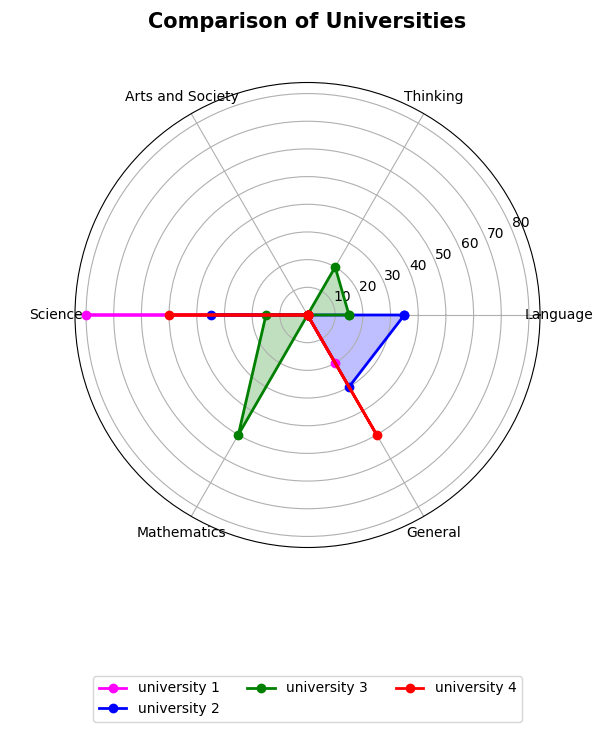 Comparison of Universities
Arts and Society
Thinking
80
70
60
50
40
30
20
10
Science
Language
Mathematics
General
university 1
university 3
university 4
university 2